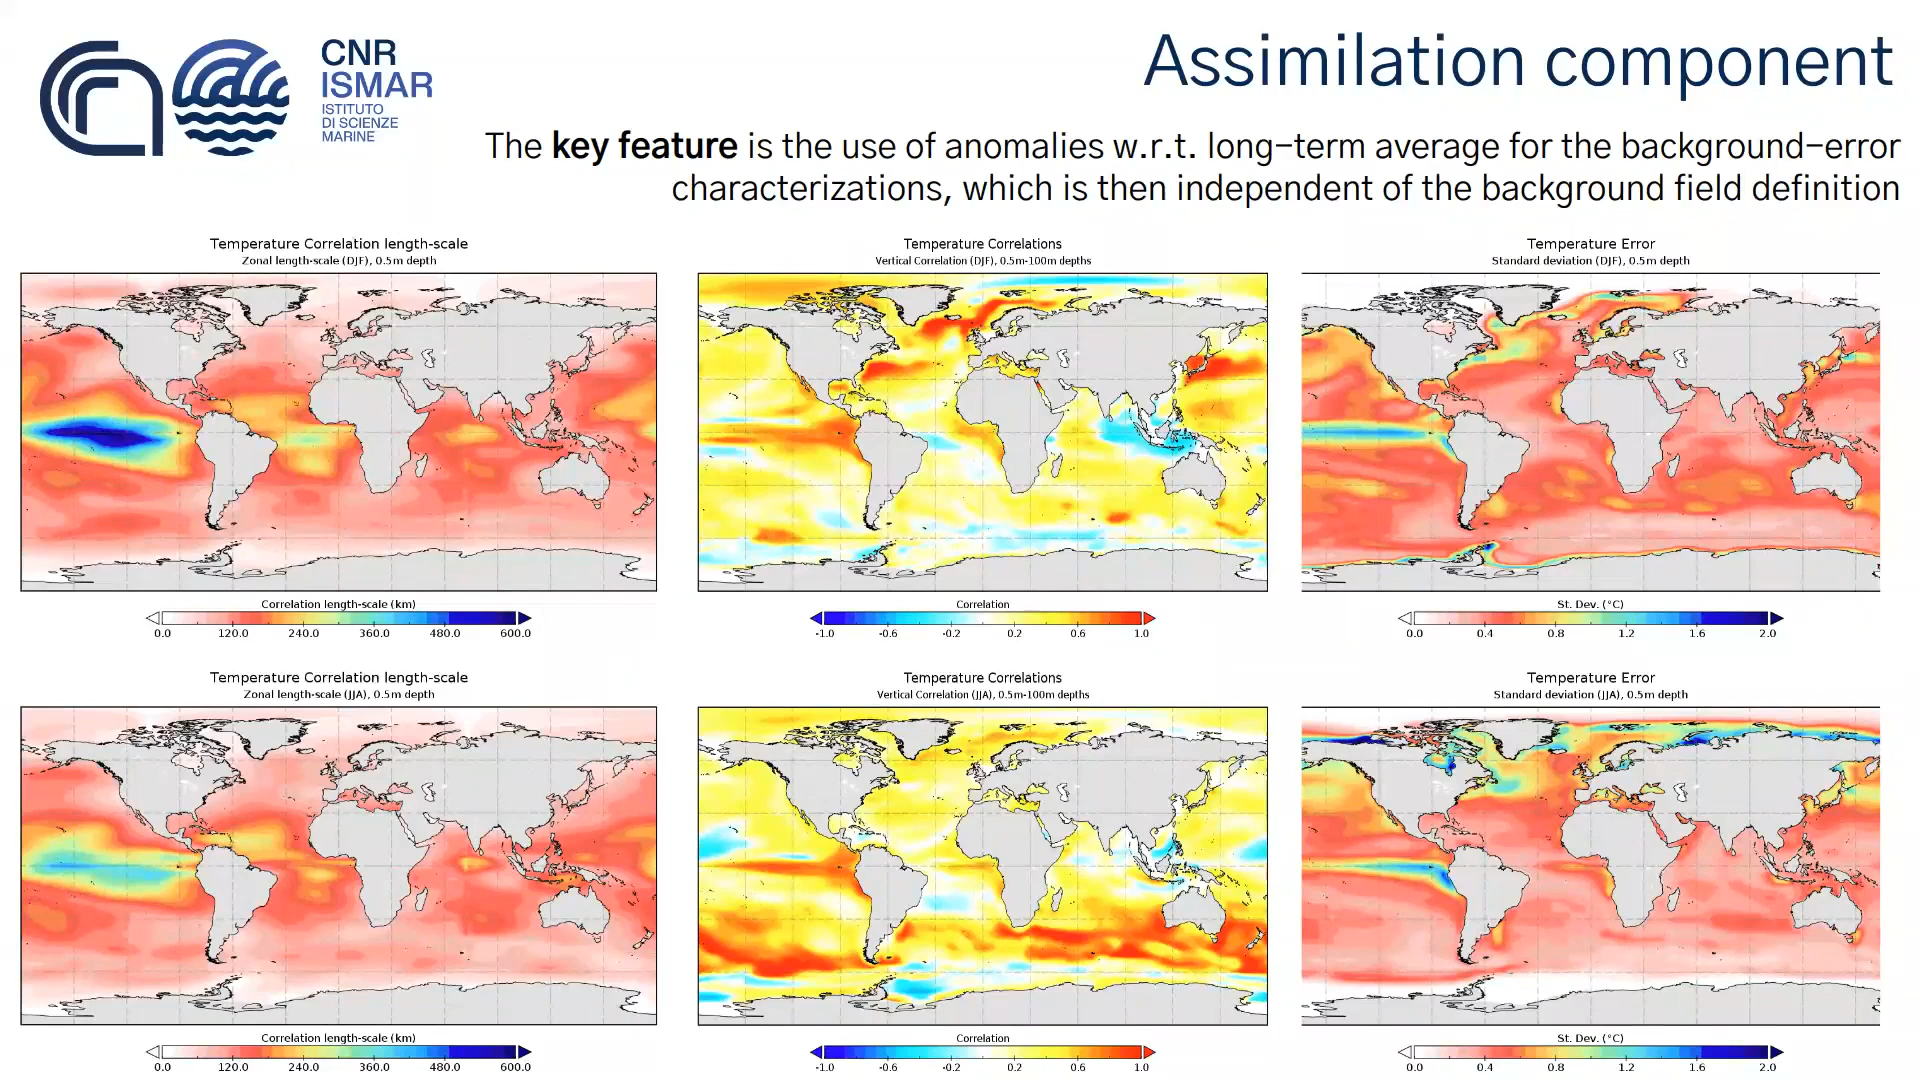 CNR
ISMAR
ISTITUTO
DI SCIENZE
MARINE
Assimilation component
The key feature is the use of anomalies w.r.t. long-term average for the background-error
characterizations, which is then independent of the background field definition
Temperature Correlation length-scale
Zonal length-scale (DJF), 0.5m depth
Correlation length-scale (km)
0.0 120.0 240.0 360.0 480.0 600.0
Temperature Correlations
Vertical Correlation (DJF), 0.5m-100m depths
Correlation
-1.0 -0.6 -0.2 0.2 0.6 1.0
Temperature Error
Standard deviation (DJF), 0.5m depth
St. Dev. (°C)
0.0 0.4 0.8 1.2 1.6 2.0
Temperature Correlation length-scale
Zonal length-scale (JJA), 0.5m depth
Correlation length-scale (km)
0.0 120.0 240.0 360.0 480.0 600.0
Temperature Correlations
Vertical Correlation (JJA), 0.5m-100m depths
Correlation
-1.0 -0.6 -0.2 0.2 0.6 1.0
Temperature Error
Standard deviation (JJA), 0.5m depth
St. Dev. (°C)
0.0 0.4 0.8 1.2 1.6 2.0